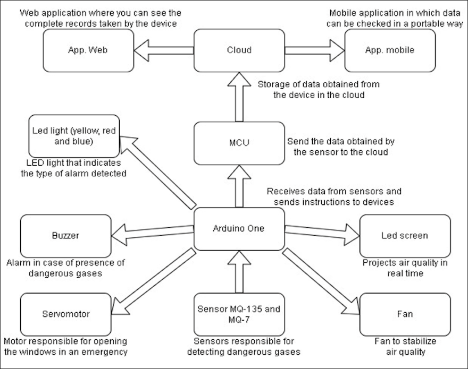 Web application where you can see the
complete records taken by the device
Mobile application in which data
can be checked in a portable way
App. Web
Cloud
App. mobile
Storage of data obtained from
the device in the cloud
Led light (yellow, red
and blue)
LED light that indicates
the type of alarm detected
MCU
Send the data obtained by
the sensor to the cloud
Receives data from sensors and
sends instructions to devices
Buzzer
Alarm in case of presence of
dangerous gases
Arduino One
Led screen
Projects air quality in
real time
Servomotor
Motor responsible for opening
the windows in an emergency
Sensor MQ-135 and
MQ-7
Sensors responsible for
detecting dangerous gases
Fan
Fan to stabilize
air quality